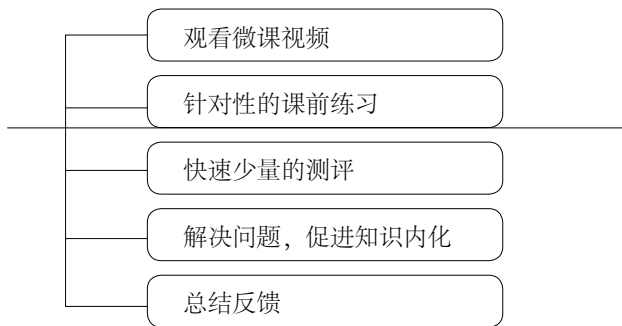 观看微课视频
针对性的课前练习
快速少量的测评
解决问题，促进知识内化
总结反馈